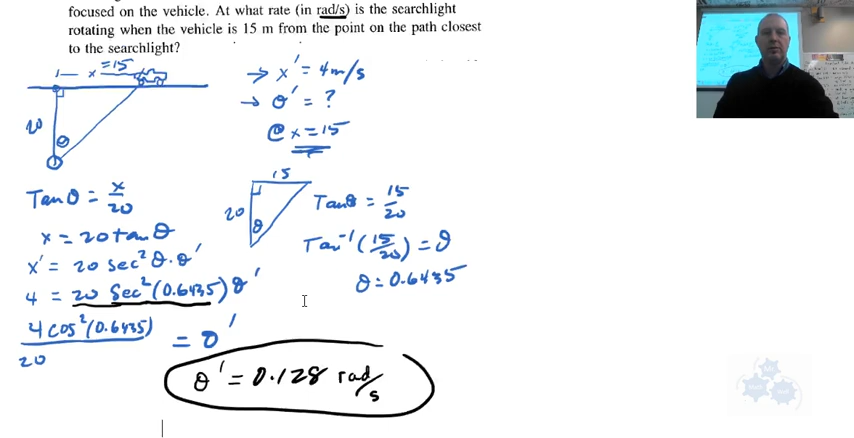 focused on the vehicle. At what rate (in rad/s) is the searchlight
rotating when the vehicle is 15 m from the point on the path closest
to the searchlight?
x = 15
20
θ
→ x' = 4 m/s
→ θ' = ?
@ x = 15
Tan θ = x/20
x = 20 tan θ
x' = 20 sec² θ · θ'
4 = 20 Sec² (0.6435) θ'
4 cos² (0.6435) / 20 = θ'
15
20
θ
Tan θ = 15/20
Tan⁻¹ (15/20) = θ
θ = 0.6435
θ' = 0.128 rad/s